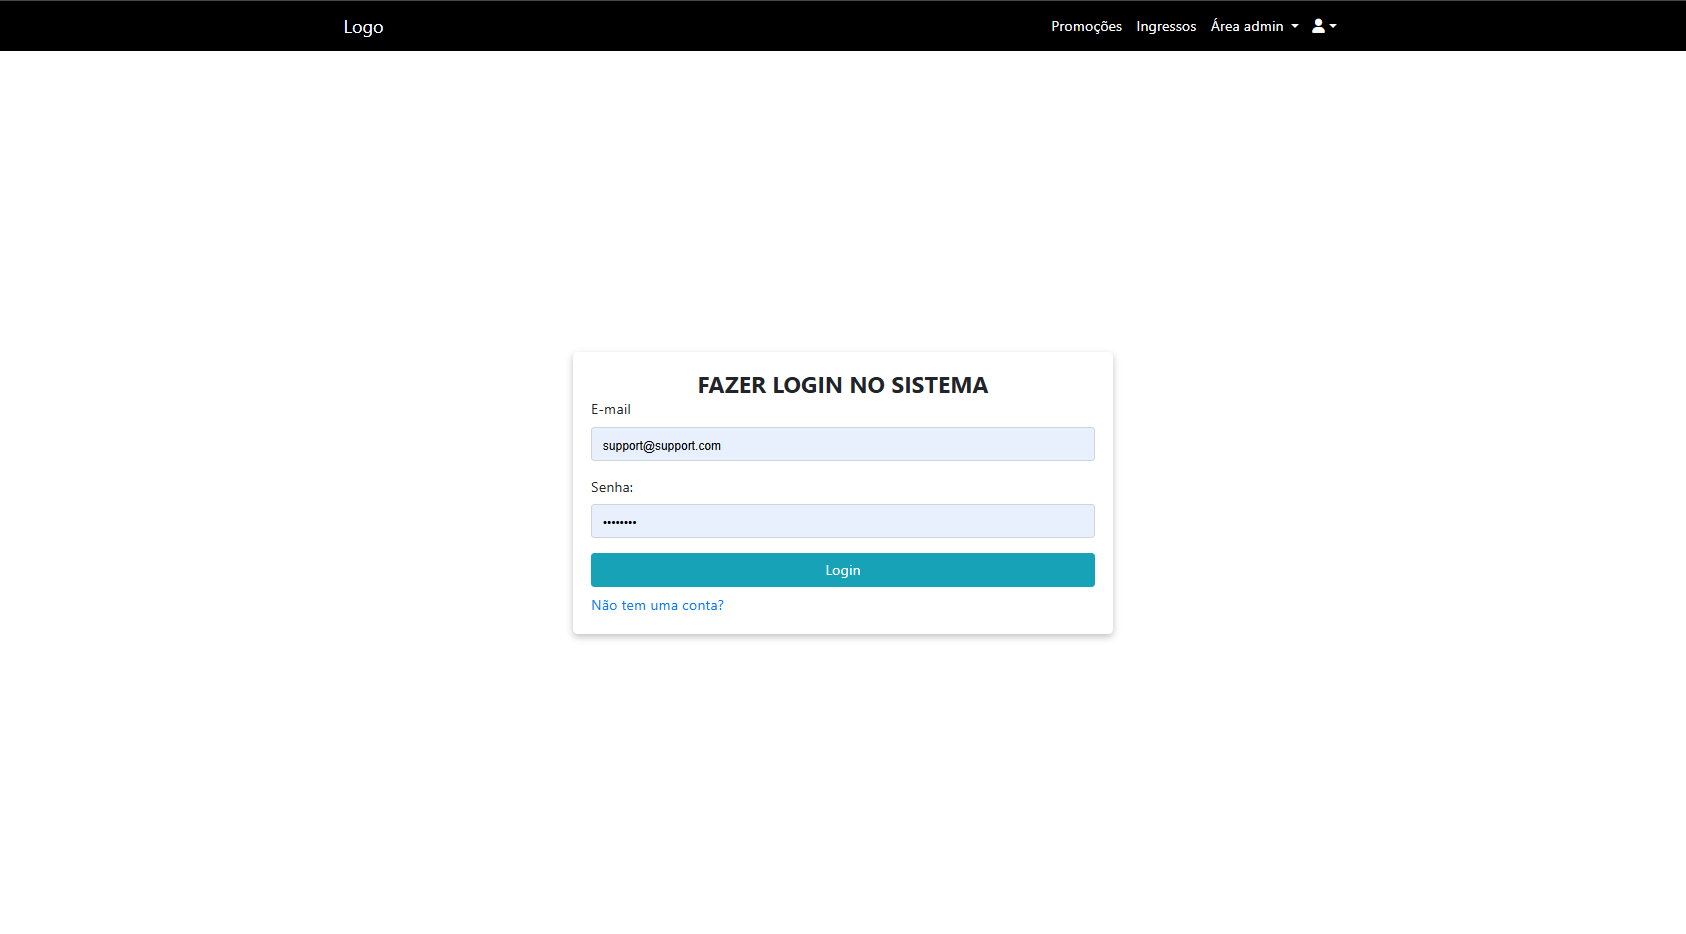 Logo Promoções Ingressos Área admin
FAZER LOGIN NO SISTEMA
E-mail
support@support.com
Senha:
••••••••
Login
Não tem uma conta?